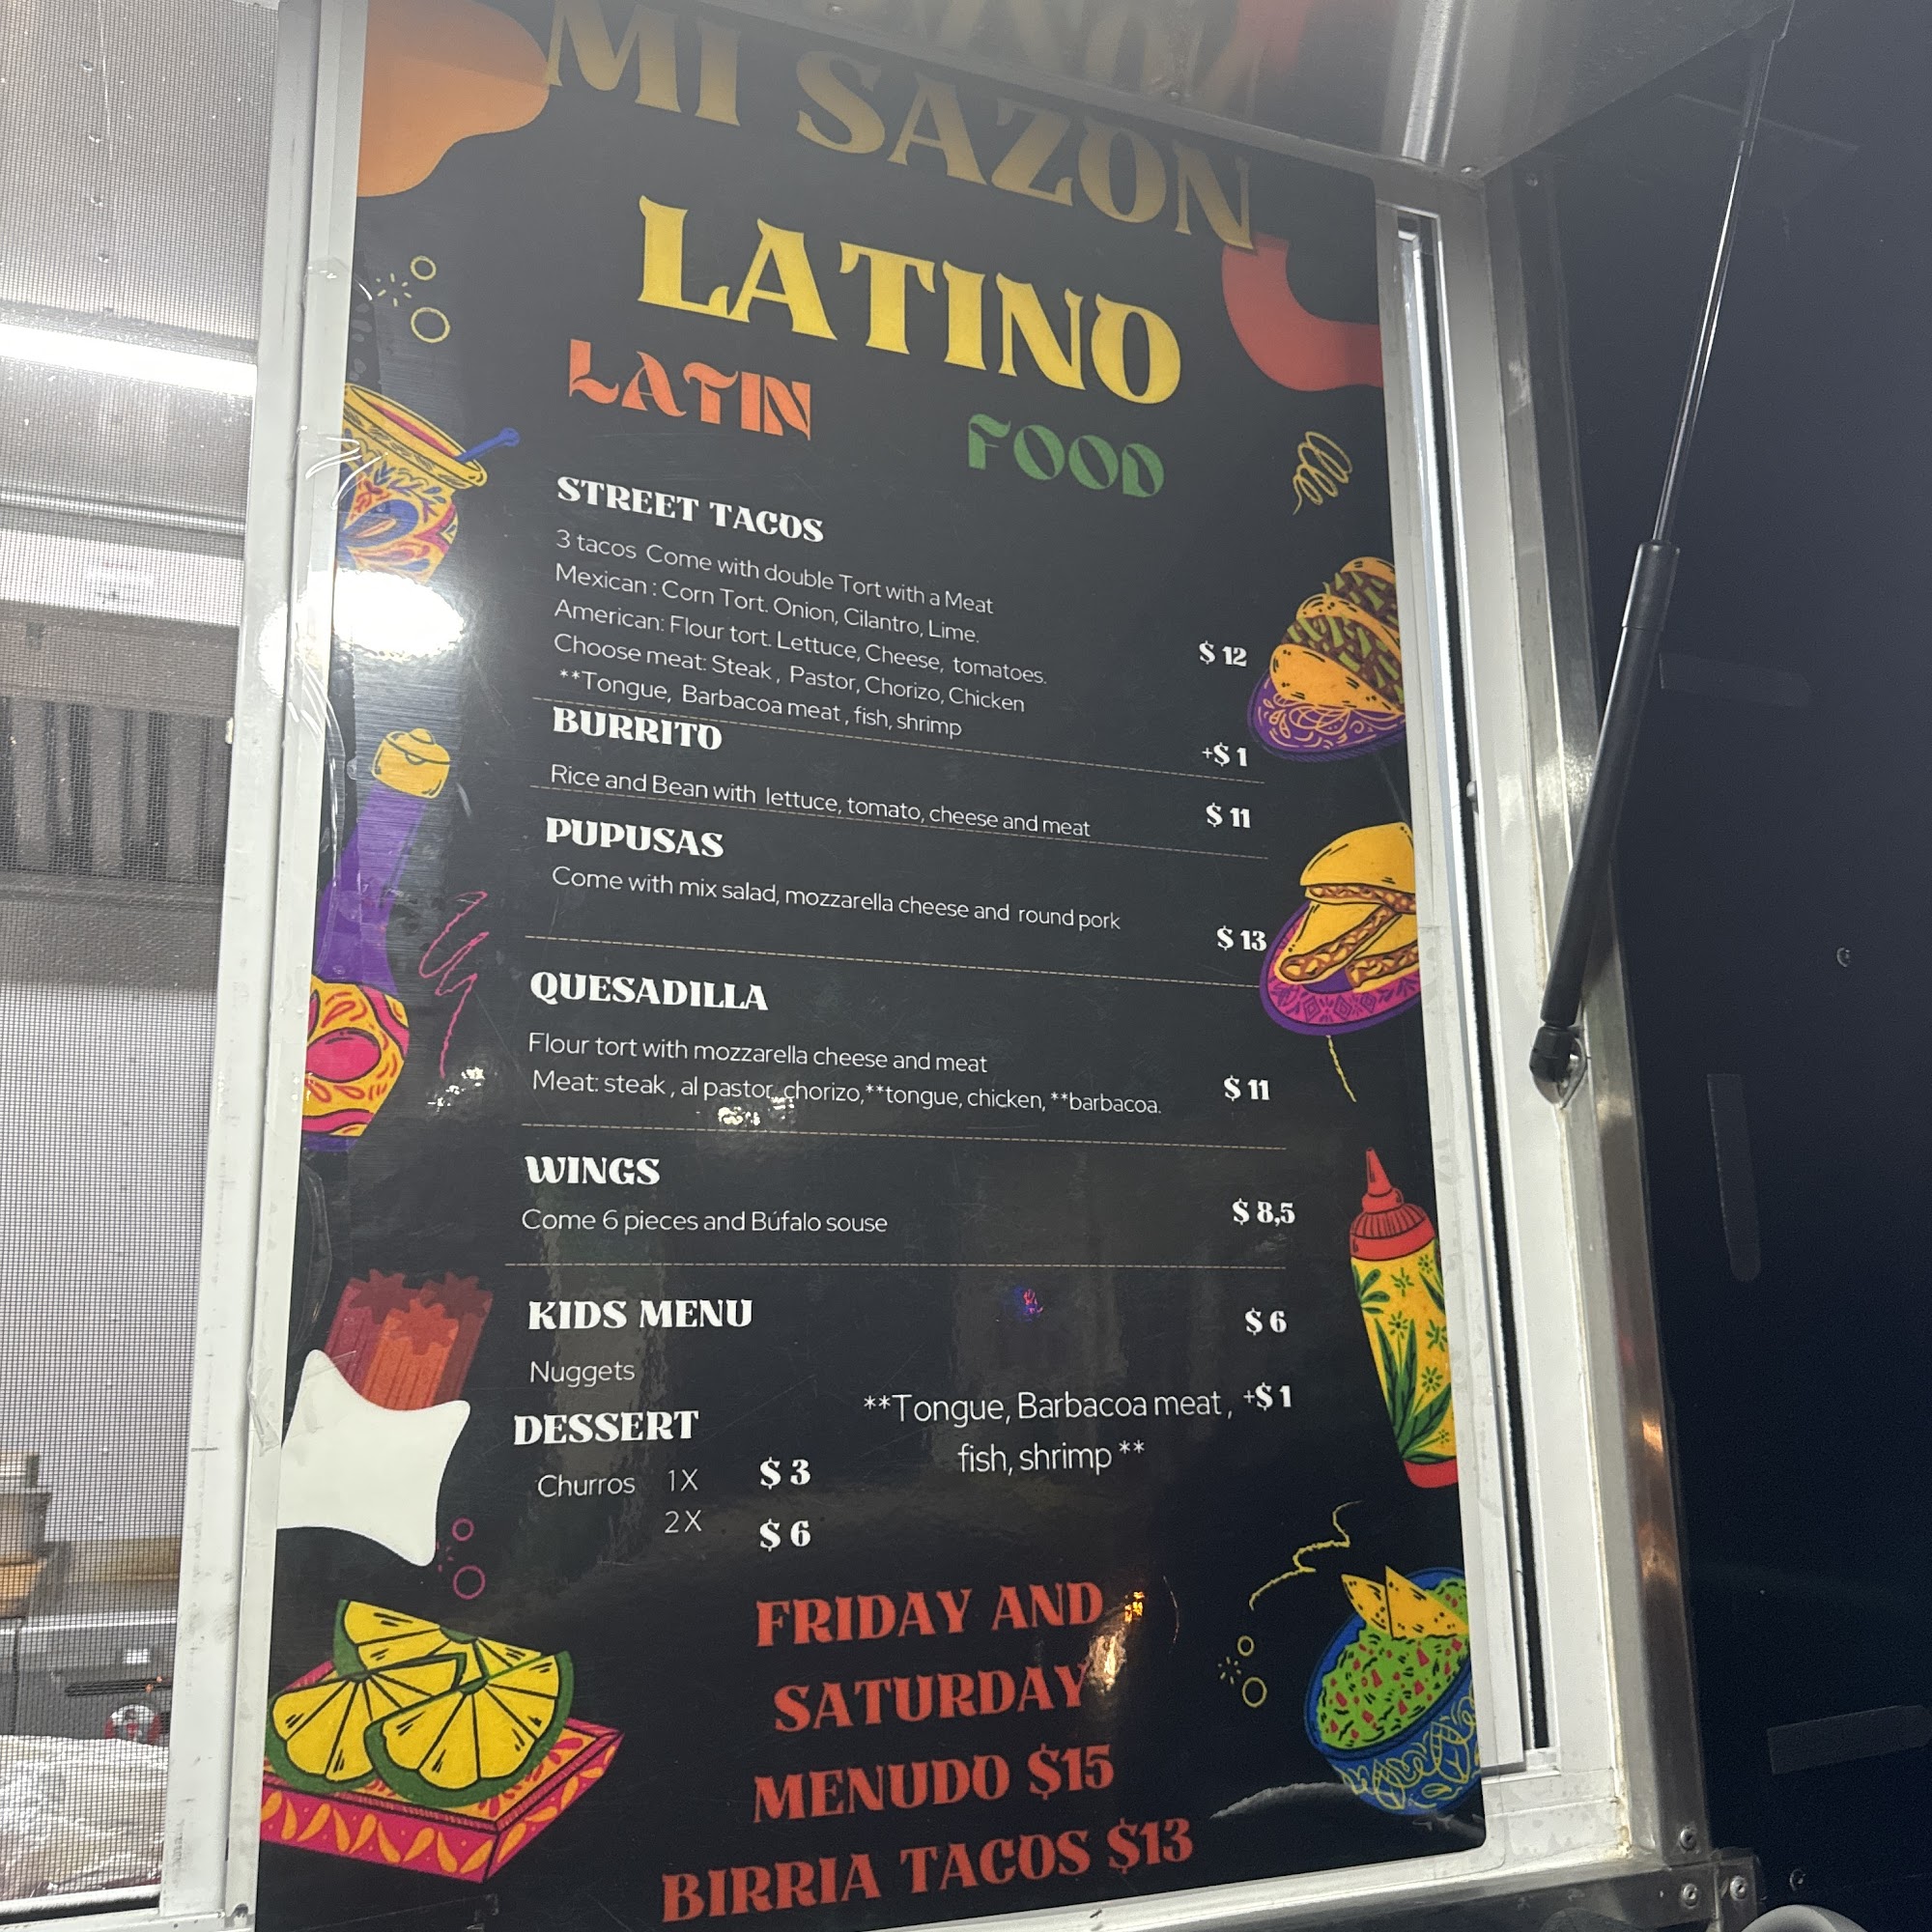 MI SAZON
LATINO
LATIN FOOD
STREET TACOS
3 tacos Come with double Tort with a Meat
Mexican : Corn Tort. Onion, Cilantro, Lime.
American: Flour tort. Lettuce, Cheese, tomatoes.
$ 12
Choose meat: Steak , Pastor, Chorizo, Chicken
**Tongue, Barbacoa meat , fish, shrimp
+$ 1
BURRITO
Rice and Bean with lettuce, tomato, cheese and meat
$ 11
PUPUSAS
Come with mix salad, mozzarella cheese and round pork
$ 13
QUESADILLA
Flour tort with mozzarella cheese and meat
Meat: steak , al pastor, chorizo,**tongue, chicken, **barbacoa.
$ 11
WINGS
Come 6 pieces and Búfalo souse
$ 8,5
KIDS MENU
$ 6
Nuggets
**Tongue, Barbacoa meat , +$ 1
fish, shrimp **
DESSERT
Churros 1X $ 3
2X $ 6
FRIDAY AND
SATURDAY
MENUDO $15
BIRRIA TACOS $13